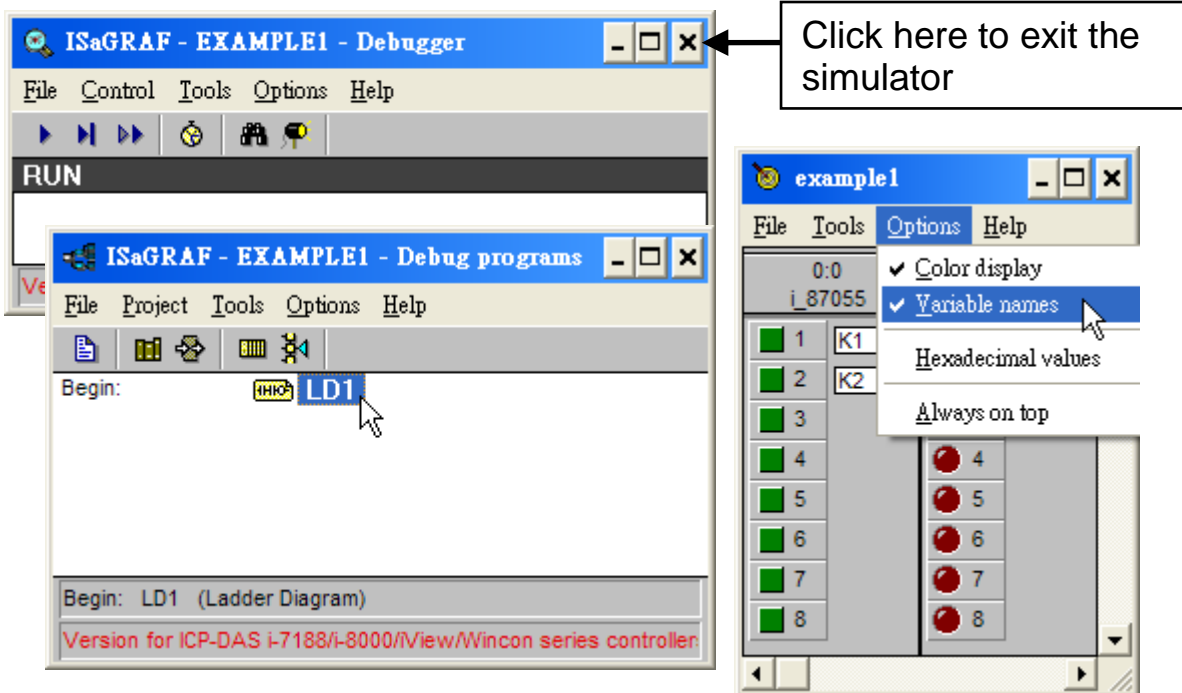 ISaGRAF - EXAMPLE1 - Debugger
File Control Tools Options Help
RUN
Ve
Click here to exit the
simulator
ISaGRAF - EXAMPLE1 - Debug programs
File Project Tools Options Help
Begin: LD1
Begin: LD1 (Ladder Diagram)
Version for ICP-DAS i-7188/i-8000/iView/Wincon series controller
example1
File Tools Options Help
0:0
i_87055
Color display
Variable names
Hexadecimal values
Always on top
1 K1
2 K2
3
4 4
5 5
6 6
7 7
8 8